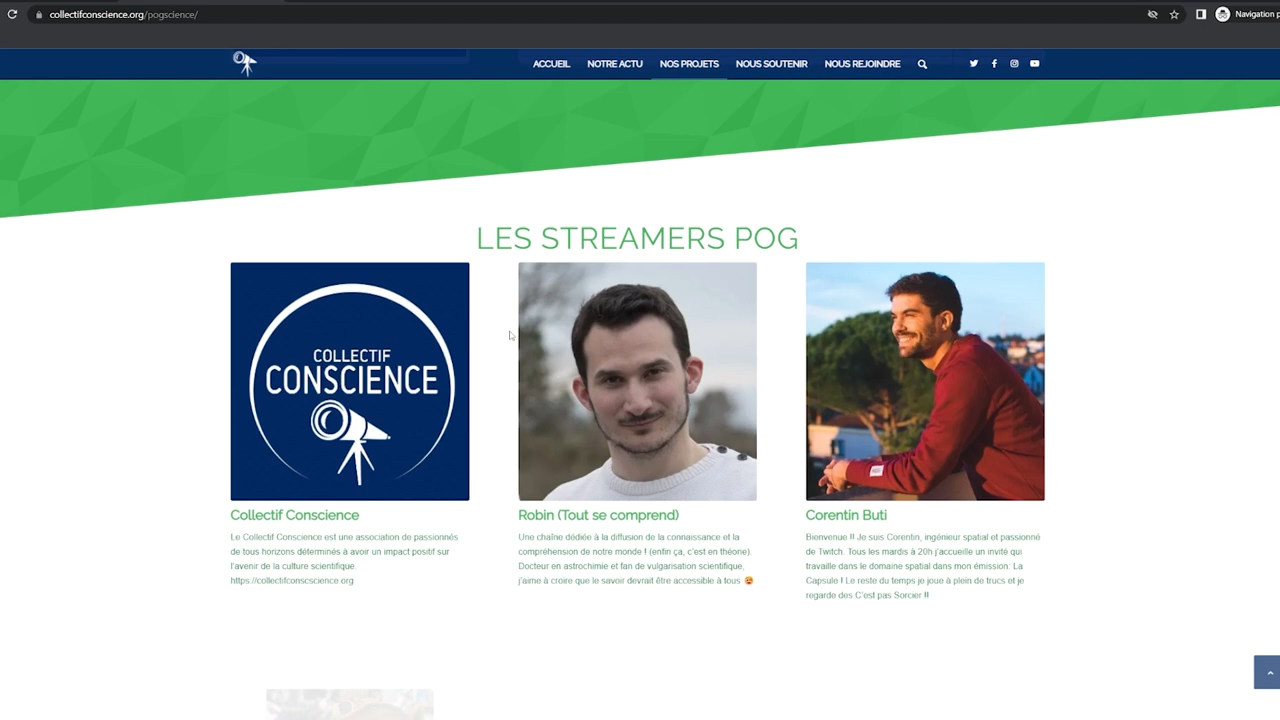 collectifconscience.org/pogscience/
Navigation p
ACCUEIL NOTRE ACTU NOS PROJETS NOUS SOUTENIR NOUS REJOINDRE
LES STREAMERS POG
COLLECTIF
CONSCIENCE
Collectif Conscience
Le Collectif Conscience est une association de passionnés
de tous horizons déterminés à avoir un impact positif sur
l'avenir de la culture scientifique.
https://collectifconscscience.org
Robin (Tout se comprend)
Une chaîne dédiée à la diffusion de la connaissance et la
compréhension de notre monde ! (enfin ça, c'est en théorie).
Docteur en astrochimie et fan de vulgarisation scientifique,
j'aime à croire que le savoir devrait être accessible à tous 🥰
Corentin Buti
Bienvenue !! Je suis Corentin, ingénieur spatial et passionné
de Twitch. Tous les mardis à 20h j'accueille un invité qui
travaille dans le domaine spatial dans mon émission: La
Capsule ! Le reste du temps je joue à plein de trucs et je
regarde des C'est pas Sorcier !!